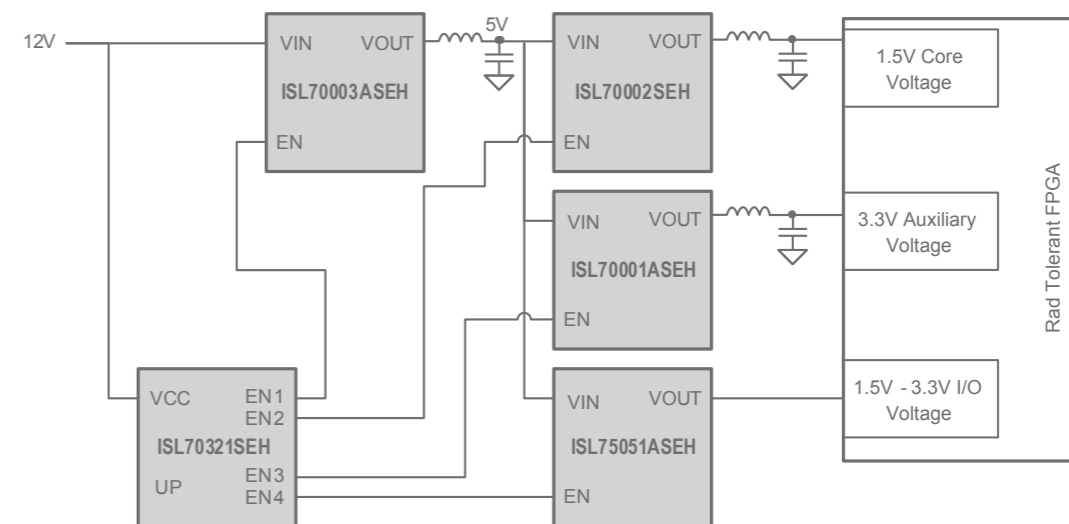 12V
VIN VOUT
ISL70003ASEH
EN
5V
VIN VOUT
ISL70002SEH
EN
1.5V Core
Voltage
VIN VOUT
ISL70001ASEH
EN
3.3V Auxiliary
Voltage
Rad Tolerant FPGA
VCC EN1
EN2
ISL70321SEH
UP EN3
EN4
VIN VOUT
ISL75051ASEH
EN
1.5V - 3.3V I/O
Voltage